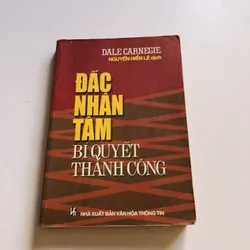 DALE CARNEGIE
NGUYỄN HIẾN LÊ dịch
ĐẮC
NHÂN
TÂM
BÍ QUYẾT
THÀNH CÔNG
NHÀ XUẤT BẢN VĂN HÓA THÔNG TIN